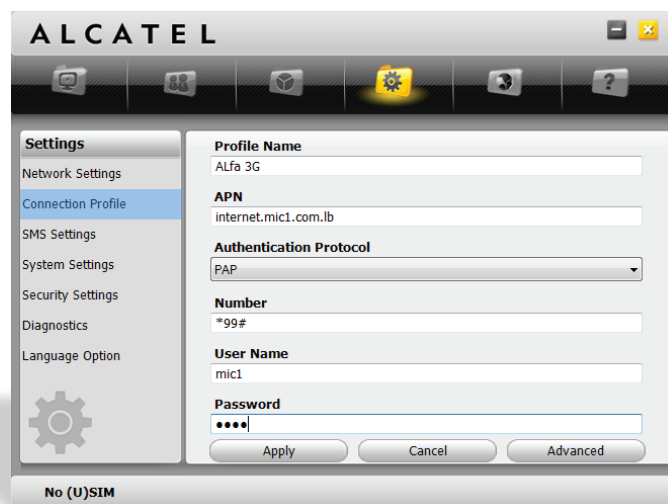 ALCATEL
Settings
Network Settings
Connection Profile
SMS Settings
System Settings
Security Settings
Diagnostics
Language Option
Profile Name
ALfa 3G
APN
internet.mic1.com.lb
Authentication Protocol
PAP
Number
*99#
User Name
mic1
Password
••••
Apply Cancel Advanced
No (U)SIM